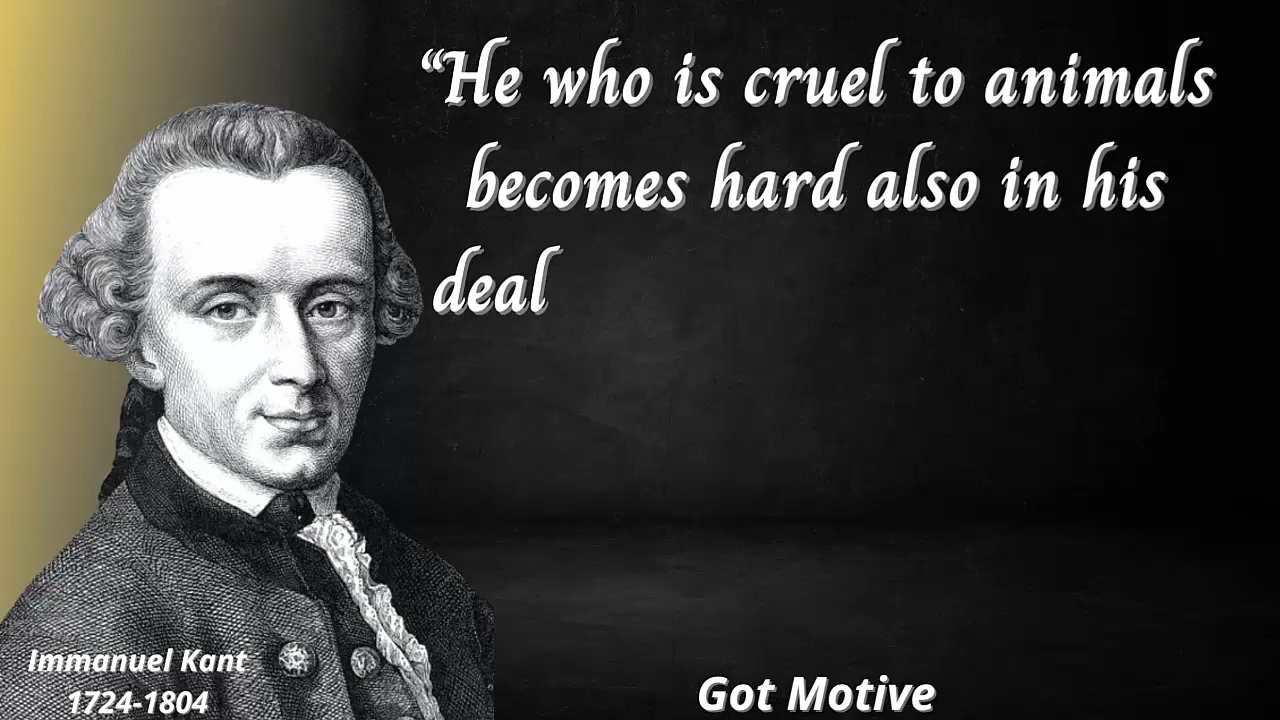 “He who is cruel to animals
becomes hard also in his
deal
Immanuel Kant
1724-1804
Got Motive